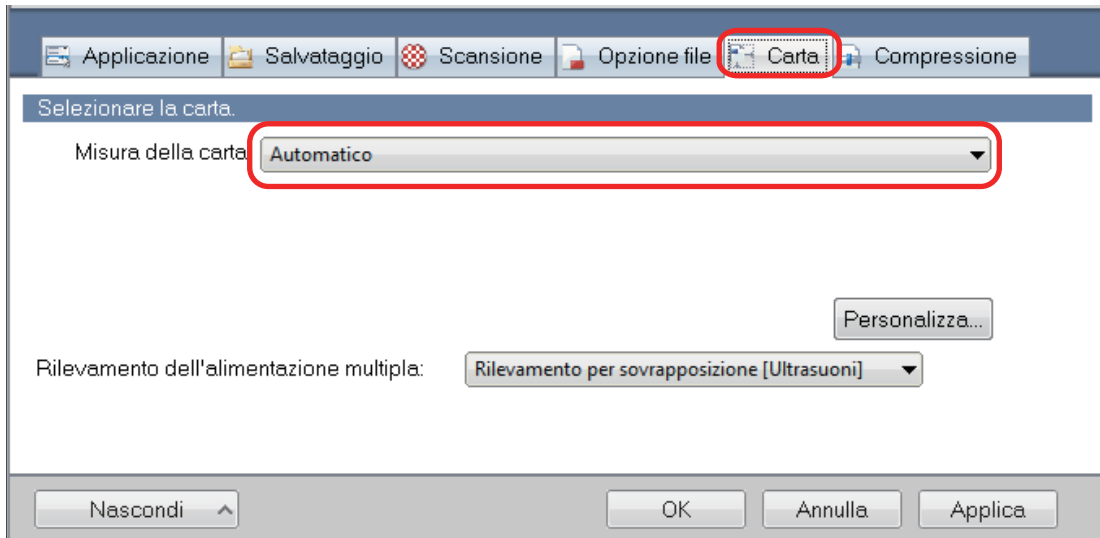 Applicazione Salvataggio Scansione Opzione file Carta Compressione
Selezionare la carta.
Misura della carta Automatico
Personalizza...
Rilevamento dell'alimentazione multipla: Rilevamento per sovrapposizione [Ultrasuoni]
Nascondi OK Annulla Applica